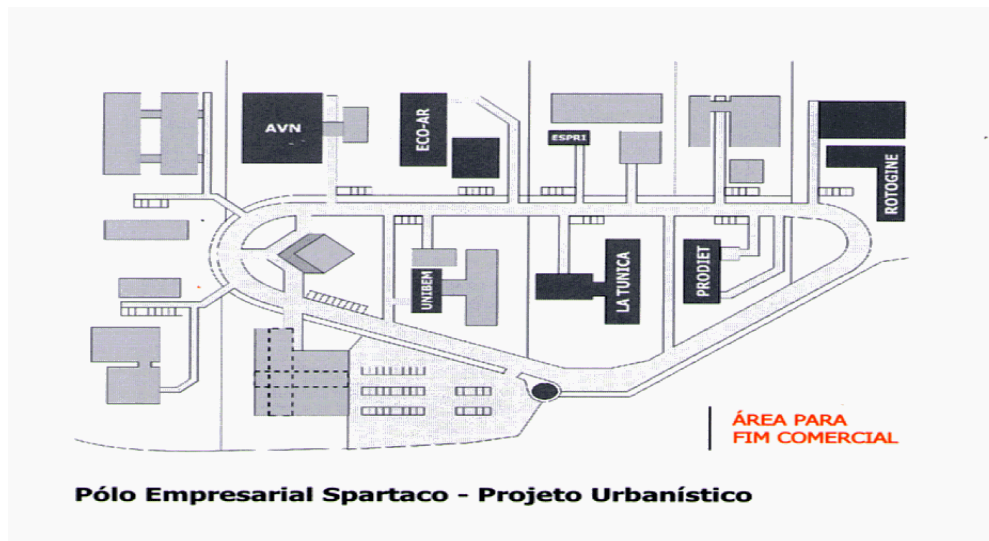 AVN
ECO-AR
ESPRI
ROTOGINE
UNIBEM
LA TUNICA
PRODIET
ÁREA PARA
FIM COMERCIAL
Pólo Empresarial Spartaco - Projeto Urbanístico